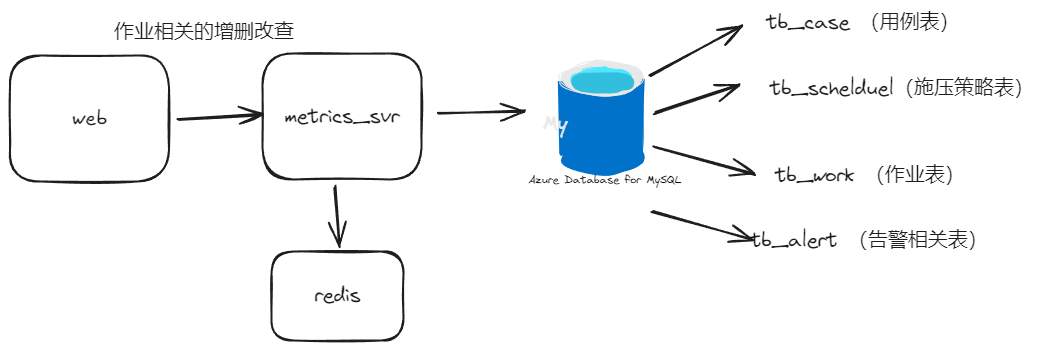 作业相关的增删改查
web
metrics_svr
redis
My
Azure Database for MySQL
tb_case （用例表）
tb_schelduel（施压策略表）
tb_work （作业表）
tb_alert （告警相关表）